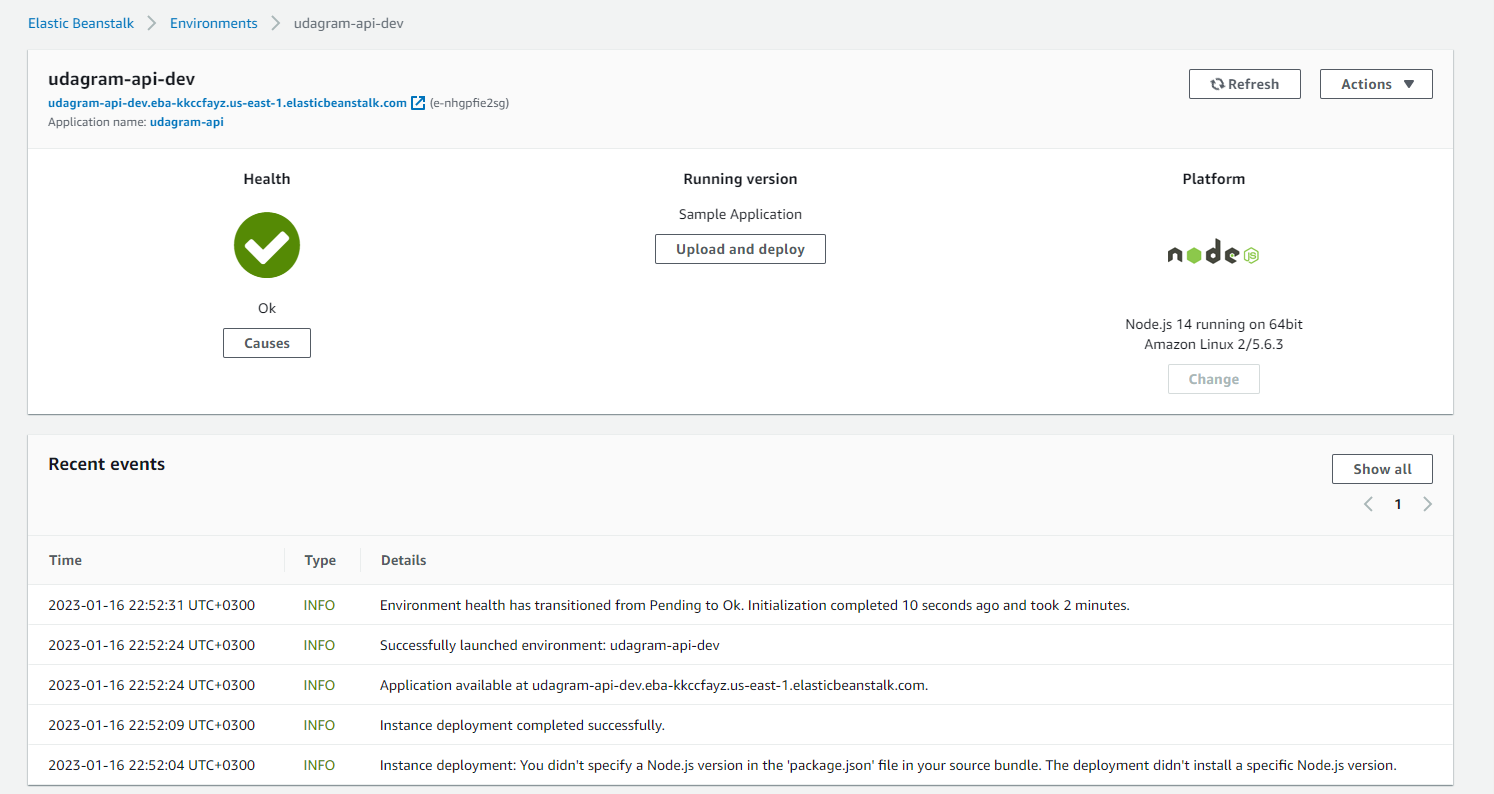 Elastic Beanstalk > Environments > udagram-api-dev
udagram-api-dev
udagram-api-dev.eba-kkccfayz.us-east-1.elasticbeanstalk.com (e-nhgpfie2sg)
Application name: udagram-api
Refresh
Actions
Health
Ok
Causes
Running version
Sample Application
Upload and deploy
Platform
node JS
Node.js 14 running on 64bit
Amazon Linux 2/5.6.3
Change
Recent events
Show all
< 1 >
Time Type Details
2023-01-16 22:52:31 UTC+0300 INFO Environment health has transitioned from Pending to Ok. Initialization completed 10 seconds ago and took 2 minutes.
2023-01-16 22:52:24 UTC+0300 INFO Successfully launched environment: udagram-api-dev
2023-01-16 22:52:24 UTC+0300 INFO Application available at udagram-api-dev.eba-kkccfayz.us-east-1.elasticbeanstalk.com.
2023-01-16 22:52:09 UTC+0300 INFO Instance deployment completed successfully.
2023-01-16 22:52:04 UTC+0300 INFO Instance deployment: You didn't specify a Node.js version in the 'package.json' file in your source bundle. The deployment didn't install a specific Node.js version.